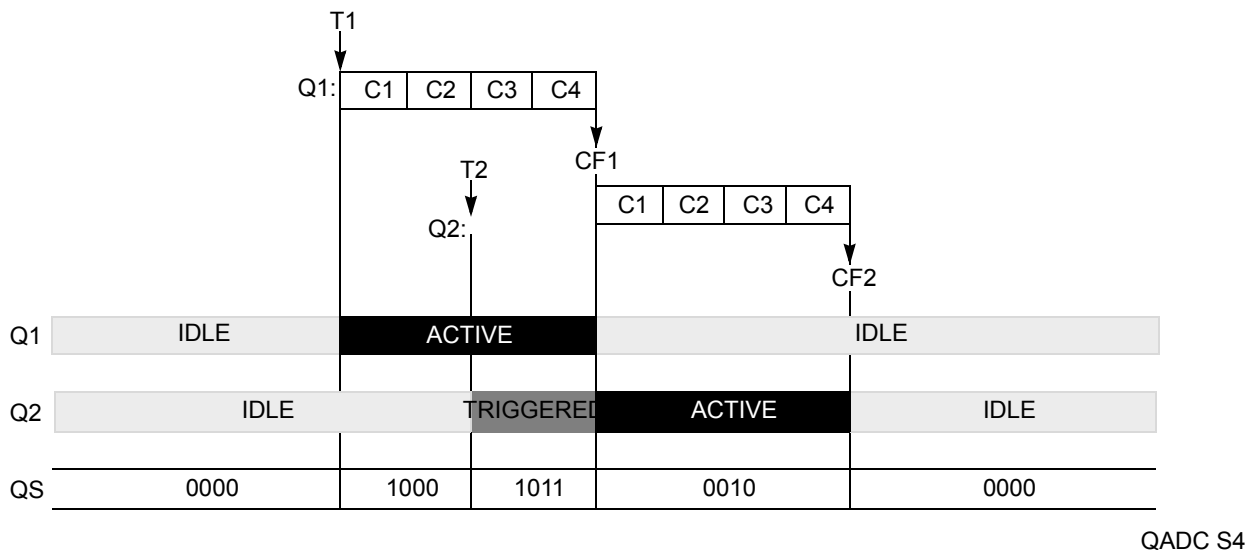 T1
Q1: C1 C2 C3 C4
CF1
T2
Q2:
C1 C2 C3 C4
CF2
Q1 IDLE ACTIVE IDLE
Q2 IDLE TRIGGERED ACTIVE IDLE
QS 0000 1000 1011 0010 0000
QADC S4